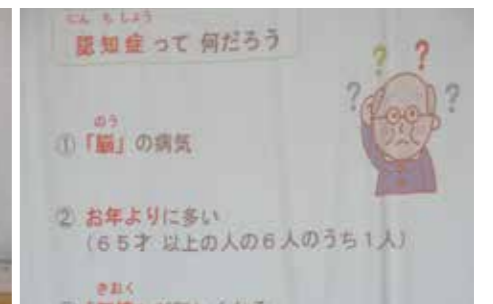 にんちしょう
認知症って 何だろう
? ? ? ?
のう
① 「脳」の病気
② お年よりに多い
(65才 以上の人の6人のうち1人)
きおく